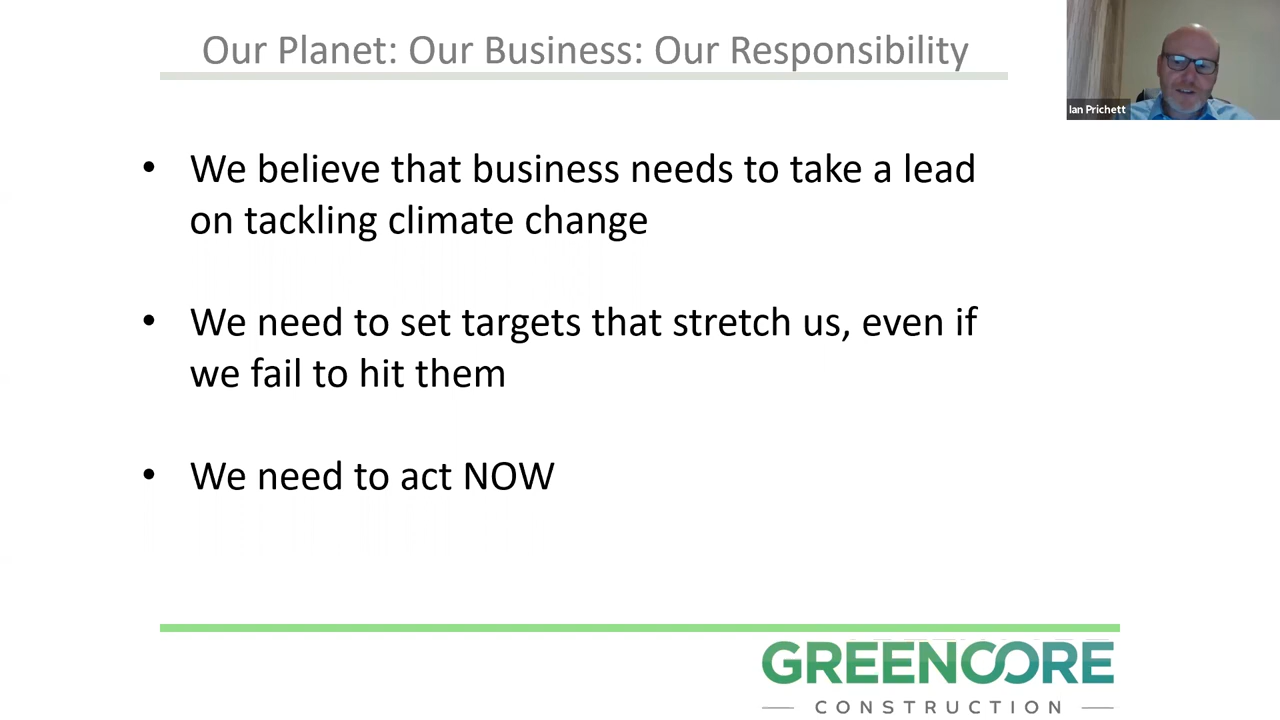 Our Planet: Our Business: Our Responsibility
Ian Prichett
• We believe that business needs to take a lead
on tackling climate change
• We need to set targets that stretch us, even if
we fail to hit them
• We need to act NOW
GREENCORE
CONSTRUCTION